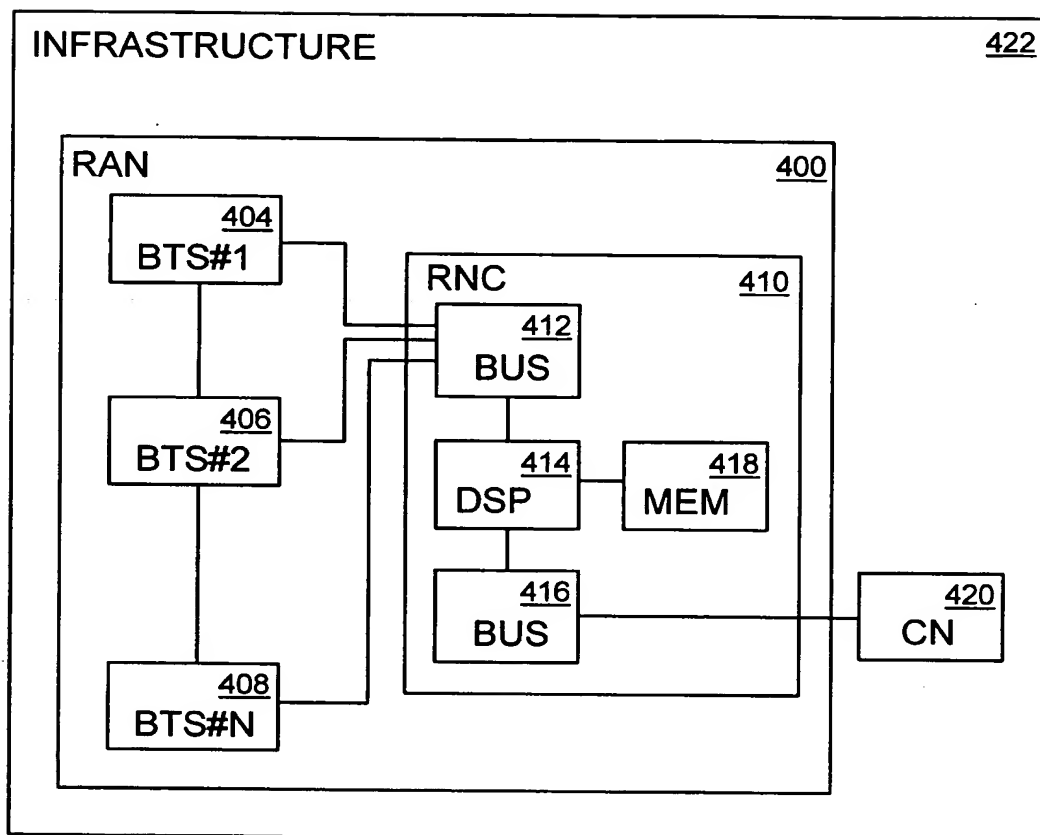 INFRASTRUCTURE 422
RAN 400
404
BTS#1
406
BTS#2
408
BTS#N
RNC 410
412
BUS
414
DSP
418
MEM
416
BUS
420
CN